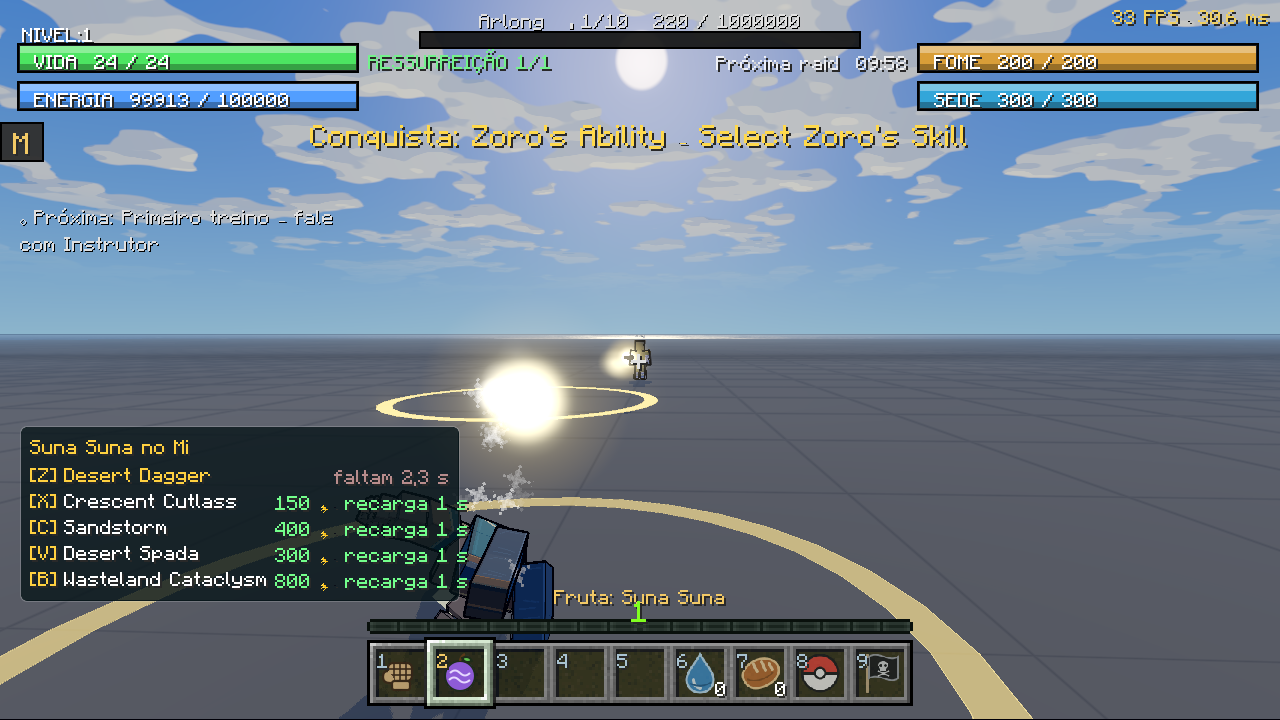 Arlong . 1/10 220 / 1000000
33 FPS . 30.6 ms
NIVEL:1
VIDA 24 / 24
RESSURREIÇÃO 1/1
Próxima raid 09:58
FOME 200 / 200
ENERGIA 99913 / 100000
SEDE 300 / 300
M
Conquista: Zoro's Ability - Select Zoro's Skill
. Próxima: Primeiro treino - fale
com Instrutor
Suna Suna no Mi
[Z] Desert Dagger faltam 2,3 s
[X] Crescent Cutlass 150 . recarga 1 s
[C] Sandstorm 400 . recarga 1 s
[V] Desert Spada 300 . recarga 1 s
[B] Wasteland Cataclysm 800 . recarga 1 s
Fruta: Suna Suna
1
1 2 3 4 5 6 7 8 9
0 0